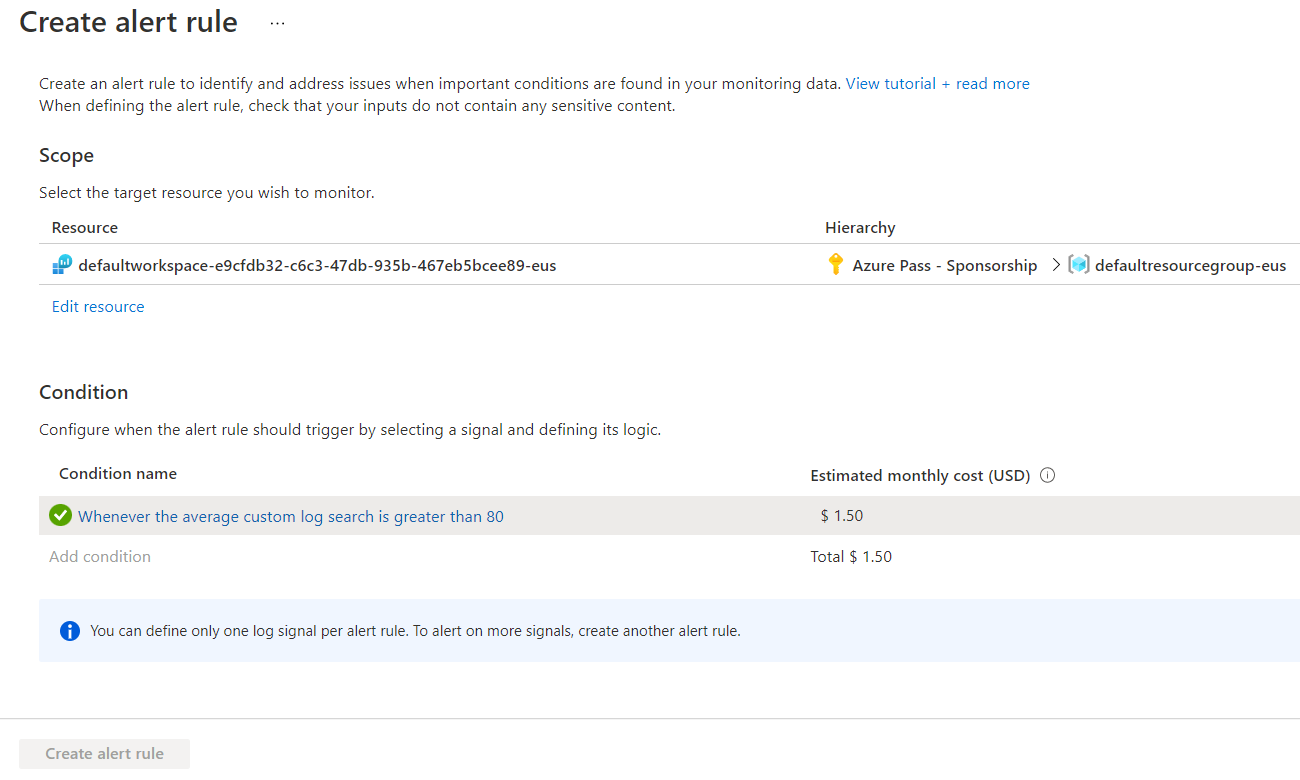 Create alert rule ...
Create an alert rule to identify and address issues when important conditions are found in your monitoring data. View tutorial + read more
When defining the alert rule, check that your inputs do not contain any sensitive content.
Scope
Select the target resource you wish to monitor.
Resource Hierarchy
defaultworkspace-e9cfdb32-c6c3-47db-935b-467eb5bcee89-eus Azure Pass - Sponsorship > defaultresourcegroup-eus
Edit resource
Condition
Configure when the alert rule should trigger by selecting a signal and defining its logic.
Condition name Estimated monthly cost (USD)
Whenever the average custom log search is greater than 80 $ 1.50
Add condition Total $ 1.50
You can define only one log signal per alert rule. To alert on more signals, create another alert rule.
Create alert rule